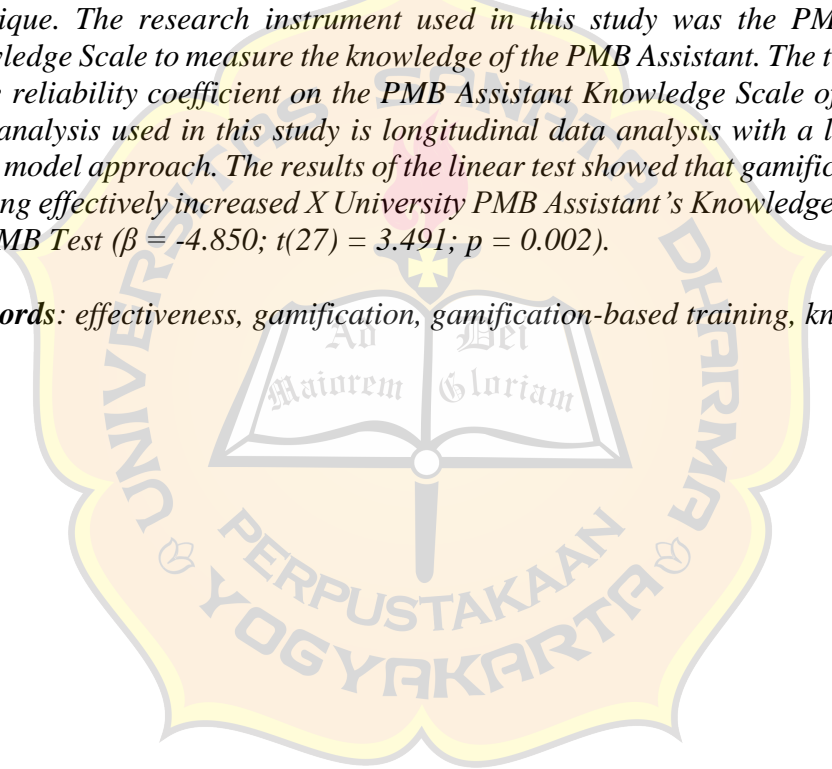 ique. The research instrument used in this study was the PM
vledge Scale to measure the knowledge of the PMB Assistant. The t
reliability coefficient on the PMB Assistant Knowledge Scale of
analysis used in this study is longitudinal data analysis with a l
model approach. The results of the linear test showed that gamific
ng effectively increased X University PMB Assistant's Knowledge
MB Test (β = -4.850; t(27) = 3.491; p = 0.002).
ords: effectiveness, gamification, gamification-based training, kn
UNIVERSITAS SANATA DHARMA
Ad Dei
Maiorem Gloriam
PERPUSTAKAAN
YOGYAKARTA